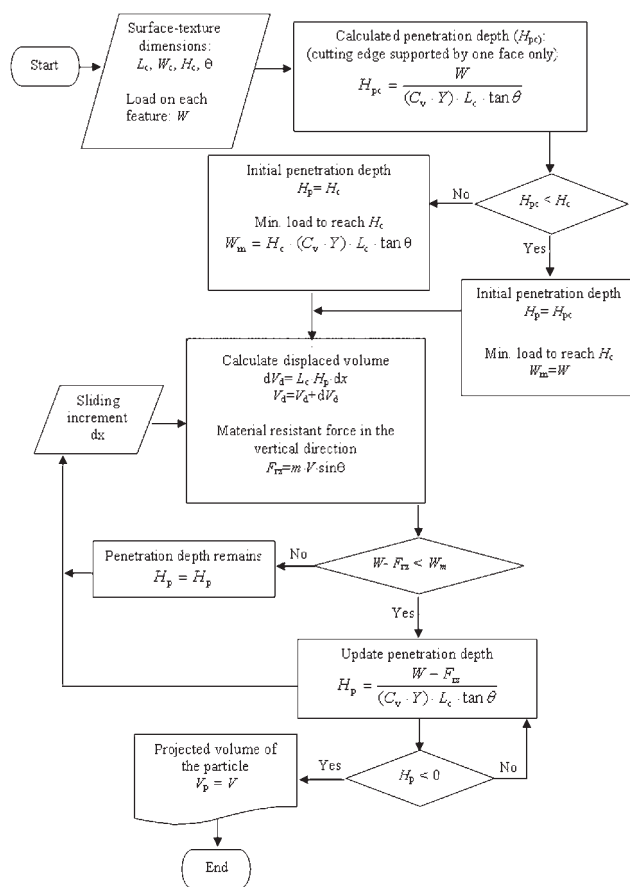 Start
Surface-texture
dimensions:
Lc, Wc, Hc, Θ
Load on each
feature: W
Calculated penetration depth (Hpc):
(cutting edge supported by one face only);
Hpc = W / ((Cv · Y) · Lc · tan θ)
Hpc < Hc
No
Yes
Initial penetration depth
Hp= Hc
Min. load to reach Hc
Wm = Hc · (Cv · Y) · Lc · tan θ
Initial penetration depth
Hp= Hpc
Min. load to reach Hc
Wm=W
Calculate displaced volume
dVd= Lc Hp·dx
Vd=Vd+dVd
Material resistant force in the
vertical direction
Frz=m·V·sinΘ
Sliding
increment
dx
W- Frz < Wm
No
Yes
Penetration depth remains
Hp = Hp
Update penetration depth
Hp = (W − Frz) / ((Cv · Y) · Lc · tan θ)
Hp < 0
Yes
No
Projected volume of
the particle
Vp = V
End